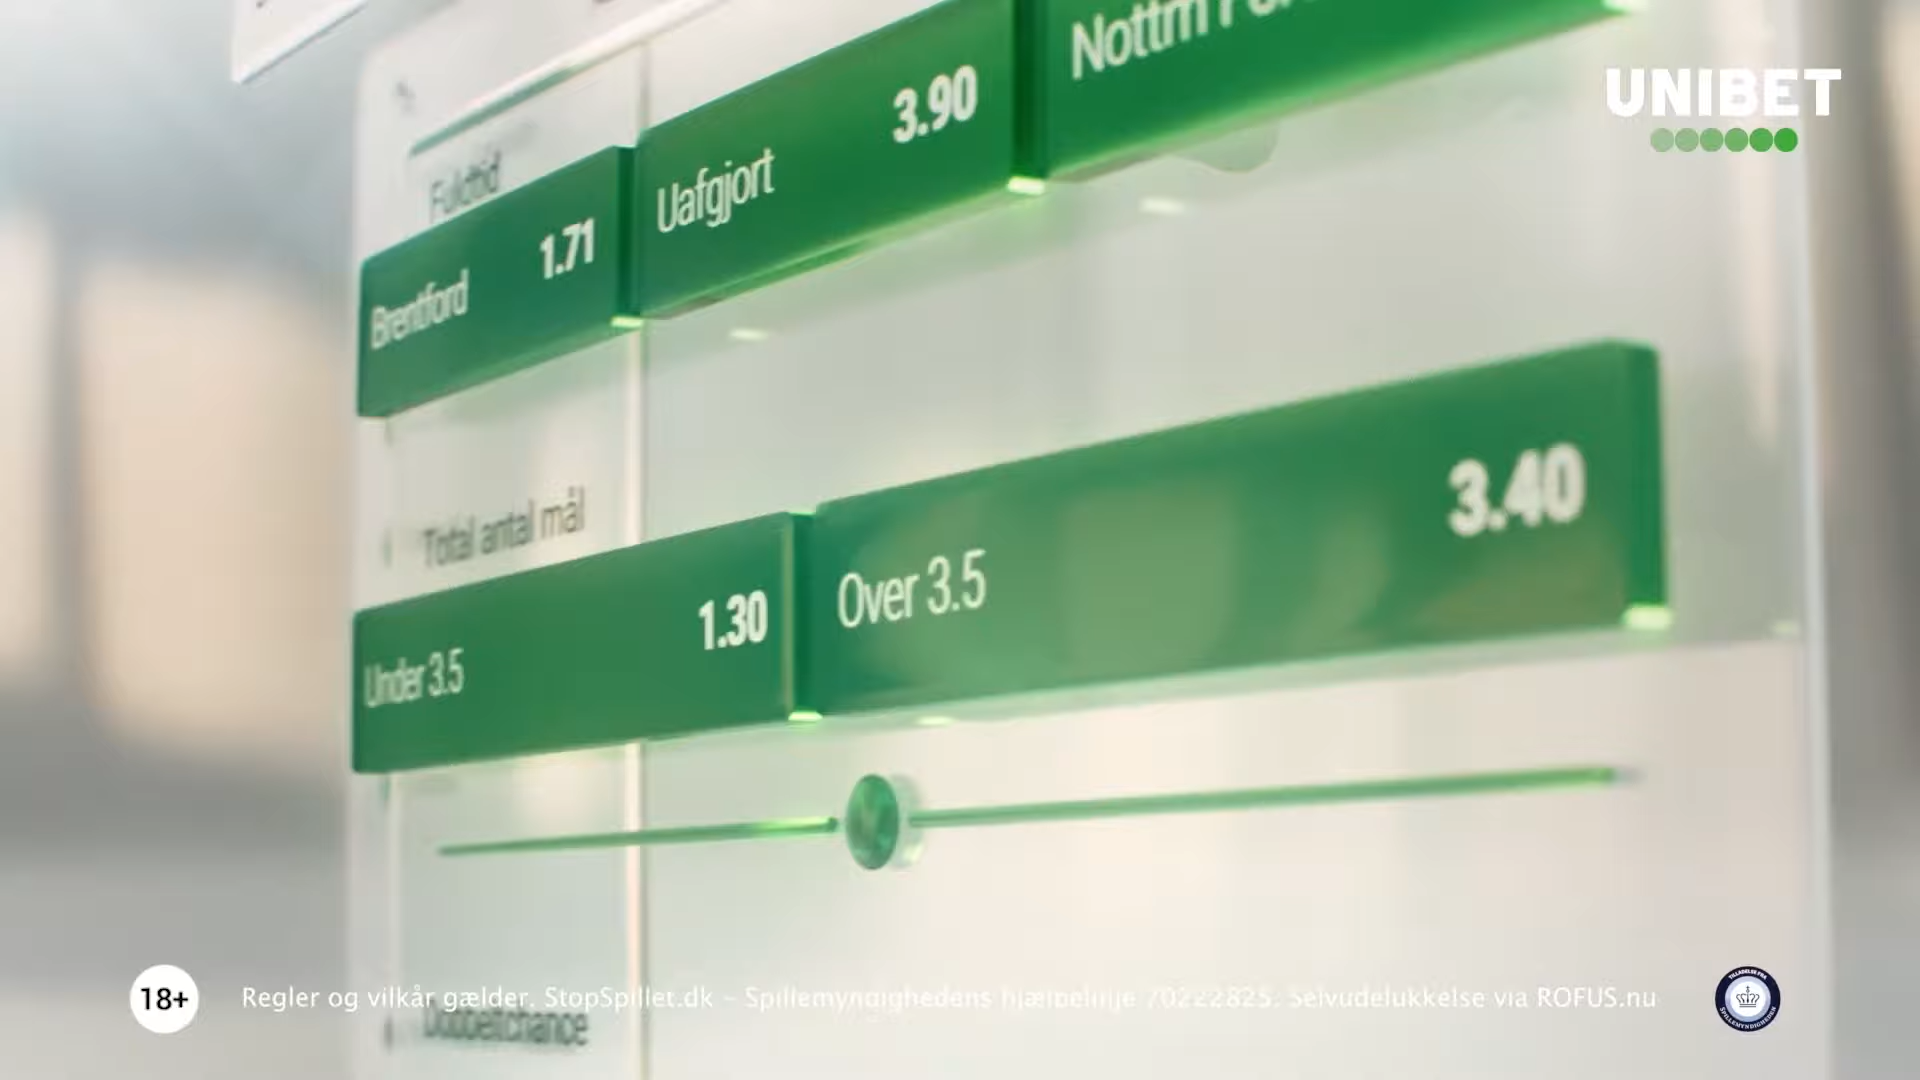 UNIBET
Nottm
Uafgjort 3.90
Fuldtid
Brentford 1.71
Total antal mål
Under 3.5 1.30
Over 3.5 3.40
Dobbeltchance
18+ Regler og vilkår gælder. StopSpillet.dk – Spillemyndighedens hjælpelinje 70222825. Selvudelukkelse via ROFUS.nu
SPILLEMYNDIGHEDEN